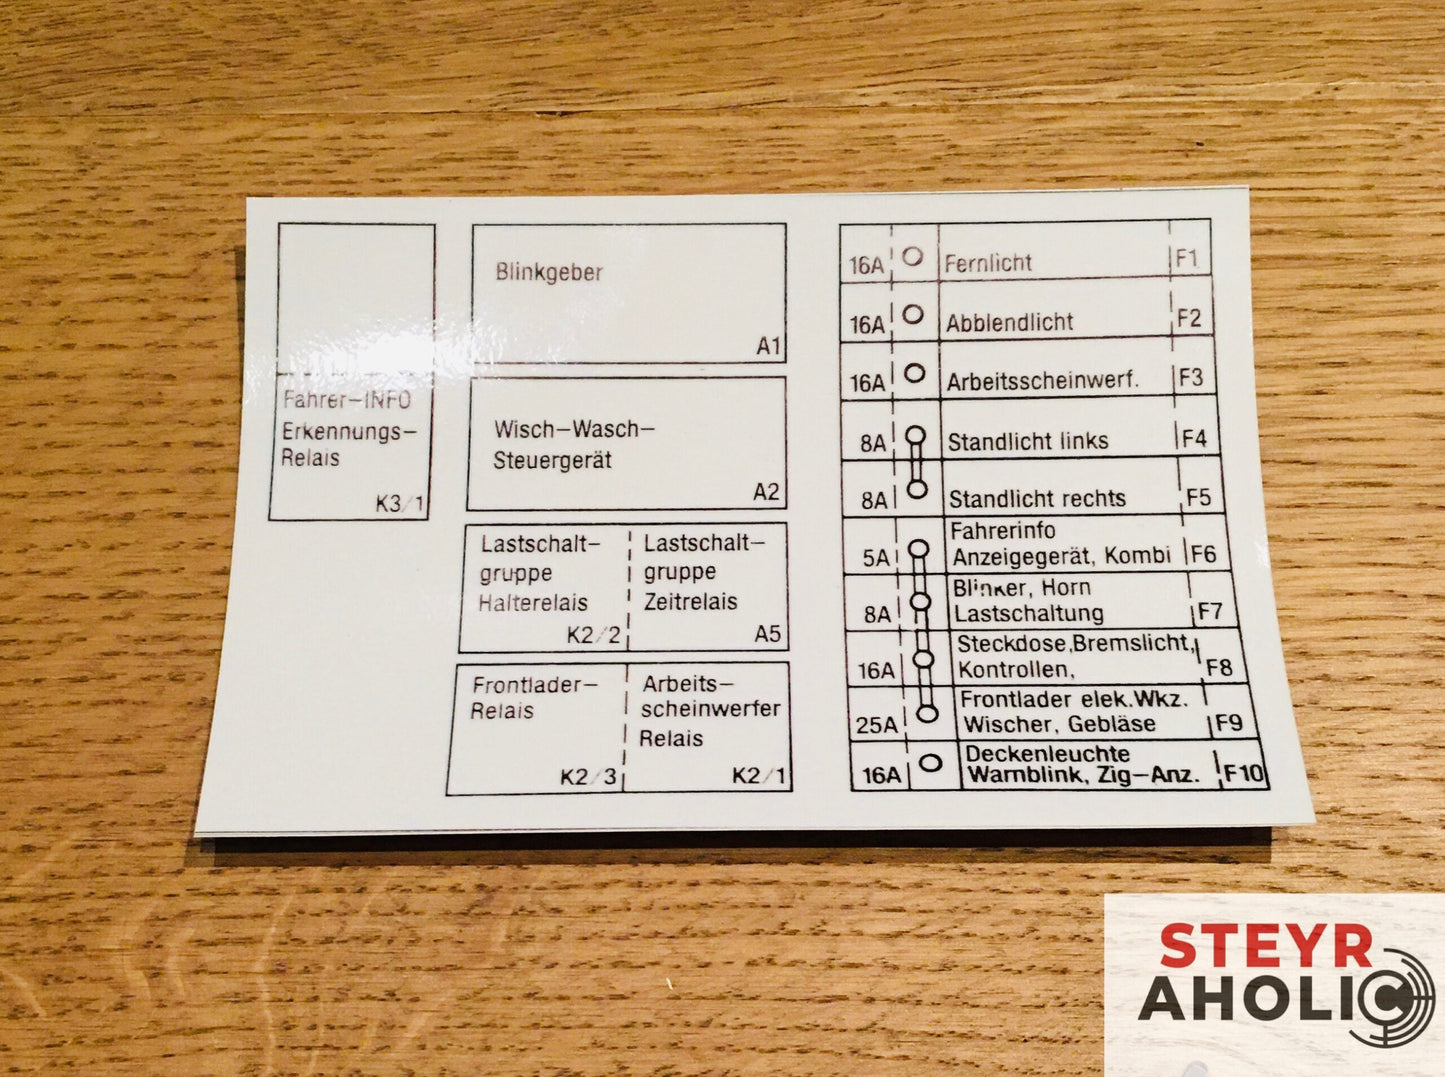 Fahrer-INFO
Erkennungs-
Relais
K3/1
Blinkgeber
A1
Wisch-Wasch-
Steuergerät
A2
Lastschalt-
gruppe
Halterelais
K2/2
Lastschalt-
gruppe
Zeitrelais
A5
Frontlader-
Relais
K2/3
Arbeits-
scheinwerfer
Relais
K2/1
16A Fernlicht F1
16A Abblendlicht F2
16A Arbeitsscheinwerf. F3
8A Standlicht links F4
8A Standlicht rechts F5
Fahrerinfo
5A Anzeigegerät, Kombi F6
Blinker, Horn
8A Lastschaltung F7
Steckdose,Bremslicht,
16A Kontrollen, F8
Frontlader elek.Wkz.
25A Wischer, Gebläse F9
Deckenleuchte
16A Warnblink, Zig-Anz. F10
STEYR
AHOLIC